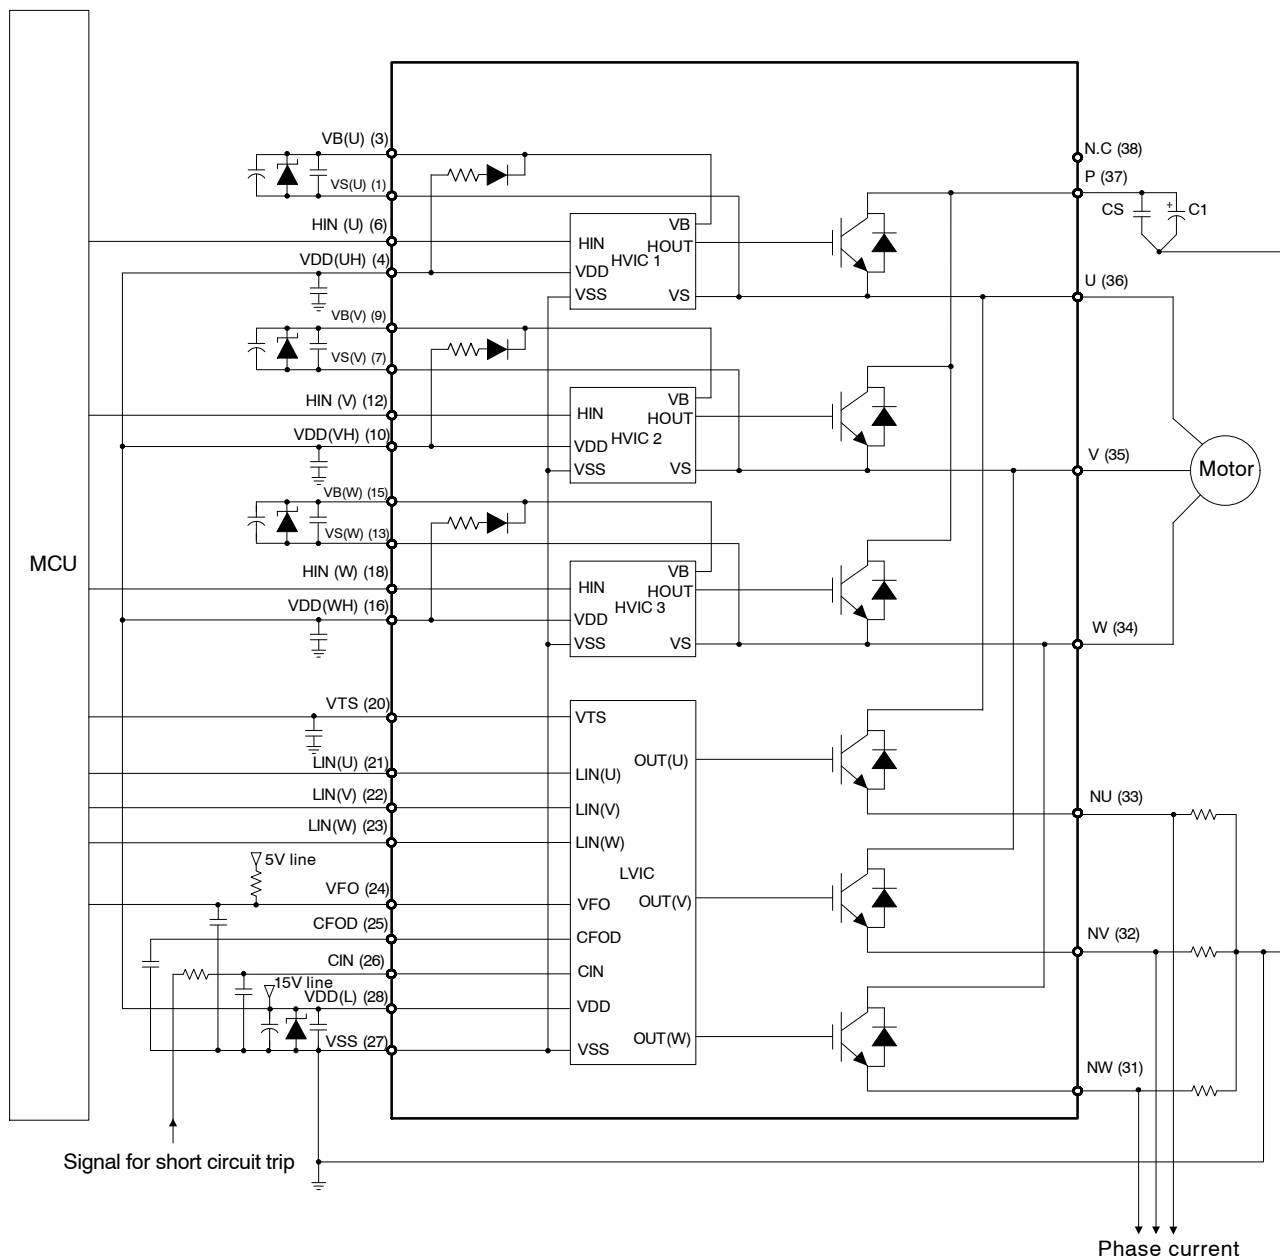 MCU
VB(U) (3)
VS(U) (1)
HIN (U) (6)
VDD(UH) (4)
VB(V) (9)
VS(V) (7)
HIN (V) (12)
VDD(VH) (10)
VB(W) (15)
VS(W) (13)
HIN (W) (18)
VDD(WH) (16)
VTS (20)
LIN(U) (21)
LIN(V) (22)
LIN(W) (23)
5V line
VFO (24)
CFOD (25)
CIN (26)
15V line
VDD(L) (28)
VSS (27)
Signal for short circuit trip
VB
HIN
HOUT
HVIC 1
VDD
VSS
VS
VB
HIN
HOUT
HVIC 2
VDD
VSS
VS
VB
HIN
HOUT
HVIC 3
VDD
VSS
VS
VTS
OUT(U)
LIN(U)
LIN(V)
LIN(W)
LVIC
VFO
OUT(V)
CFOD
CIN
VDD
OUT(W)
VSS
N.C (38)
P (37)
CS
+
C1
U (36)
V (35)
Motor
W (34)
NU (33)
NV (32)
NW (31)
Phase current